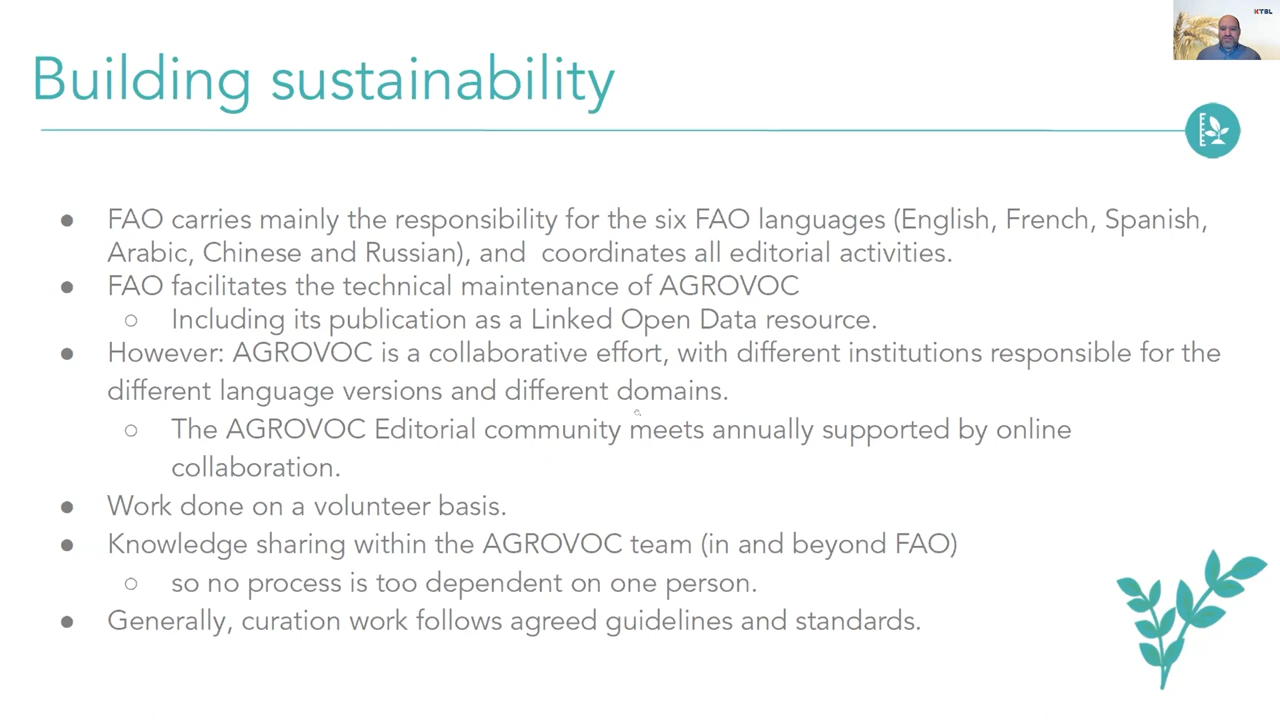 KTBL
Building sustainability
● FAO carries mainly the responsibility for the six FAO languages (English, French, Spanish,
Arabic, Chinese and Russian), and coordinates all editorial activities.
● FAO facilitates the technical maintenance of AGROVOC
○ Including its publication as a Linked Open Data resource.
● However: AGROVOC is a collaborative effort, with different institutions responsible for the
different language versions and different domains.
○ The AGROVOC Editorial community meets annually supported by online
collaboration.
● Work done on a volunteer basis.
● Knowledge sharing within the AGROVOC team (in and beyond FAO)
○ so no process is too dependent on one person.
● Generally, curation work follows agreed guidelines and standards.